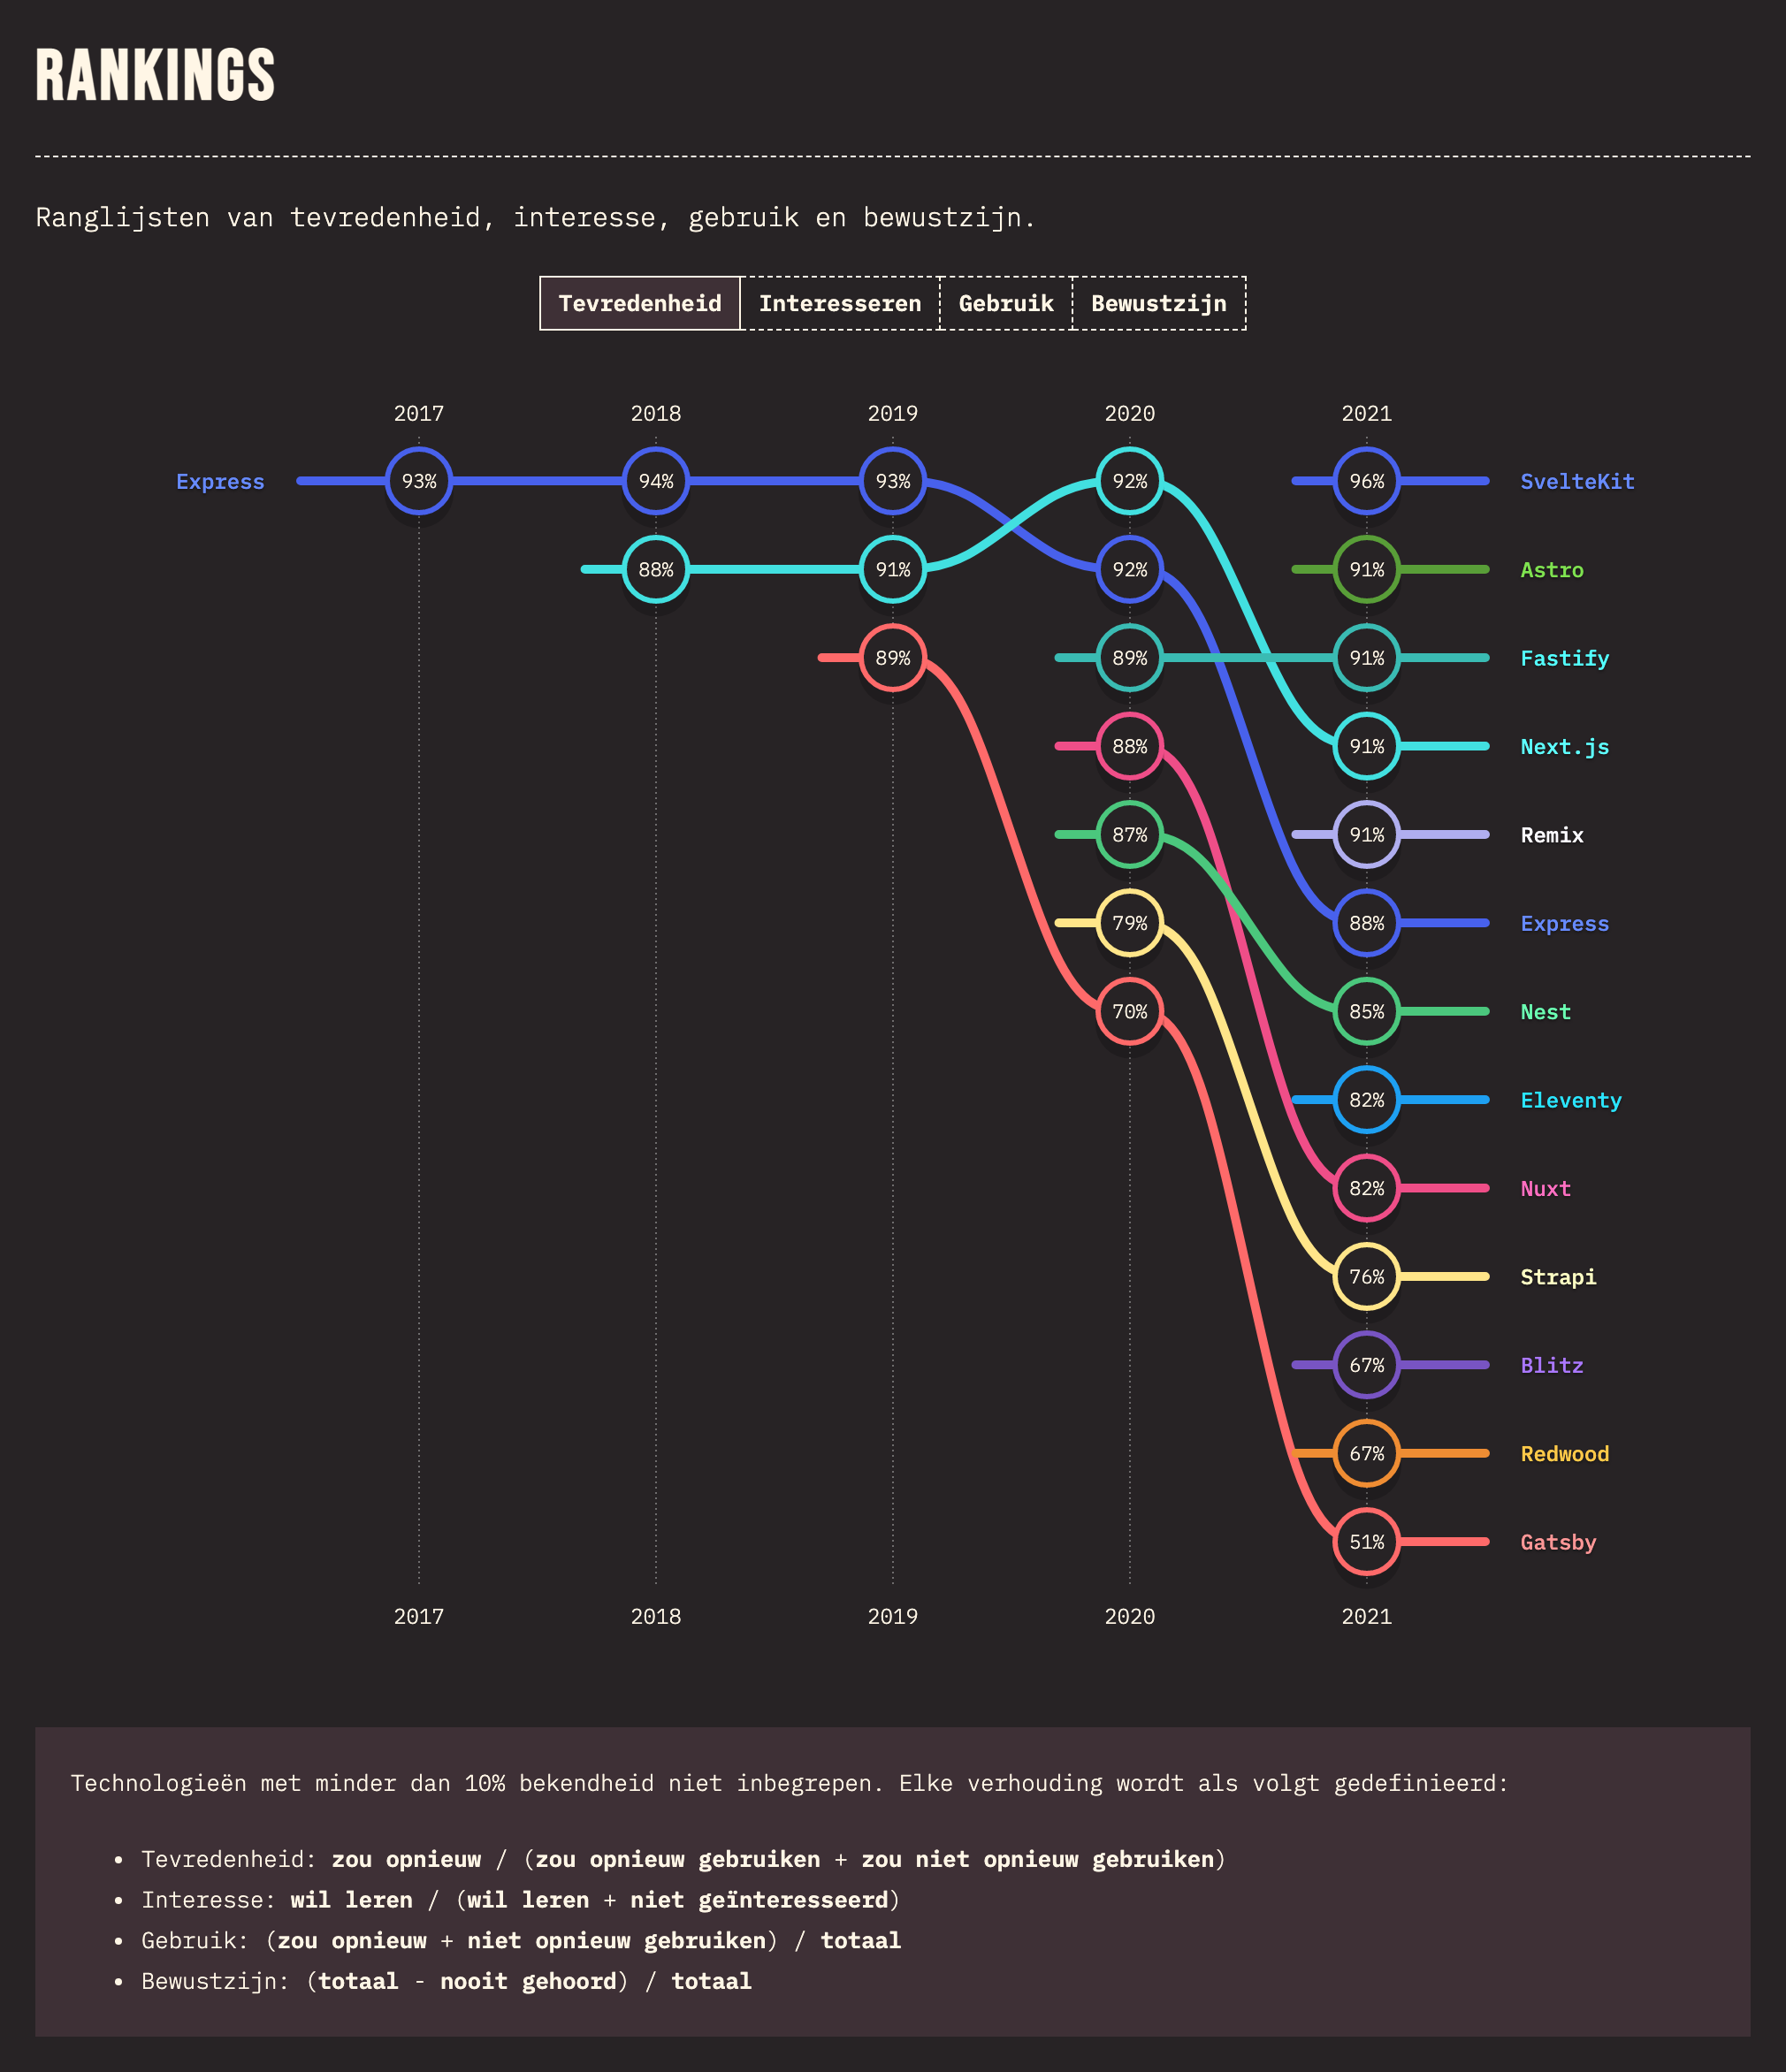 RANKINGS
Ranglijsten van tevredenheid, interesse, gebruik en bewustzijn.
Tevredenheid Interesseren Gebruik Bewustzijn
2017 2018 2019 2020 2021
Express 93% 94% 93% 92% 96% SvelteKit
88% 91% 92% 91% Astro
89% 89% 91% Fastify
88% 91% Next.js
87% 91% Remix
79% 88% Express
70% 85% Nest
82% Eleventy
82% Nuxt
76% Strapi
67% Blitz
67% Redwood
51% Gatsby
2017 2018 2019 2020 2021
Technologieën met minder dan 10% bekendheid niet inbegrepen. Elke verhouding wordt als volgt gedefinieerd:
• Tevredenheid: zou opnieuw / (zou opnieuw gebruiken + zou niet opnieuw gebruiken)
• Interesse: wil leren / (wil leren + niet geïnteresseerd)
• Gebruik: (zou opnieuw + niet opnieuw gebruiken) / totaal
• Bewustzijn: (totaal - nooit gehoord) / totaal